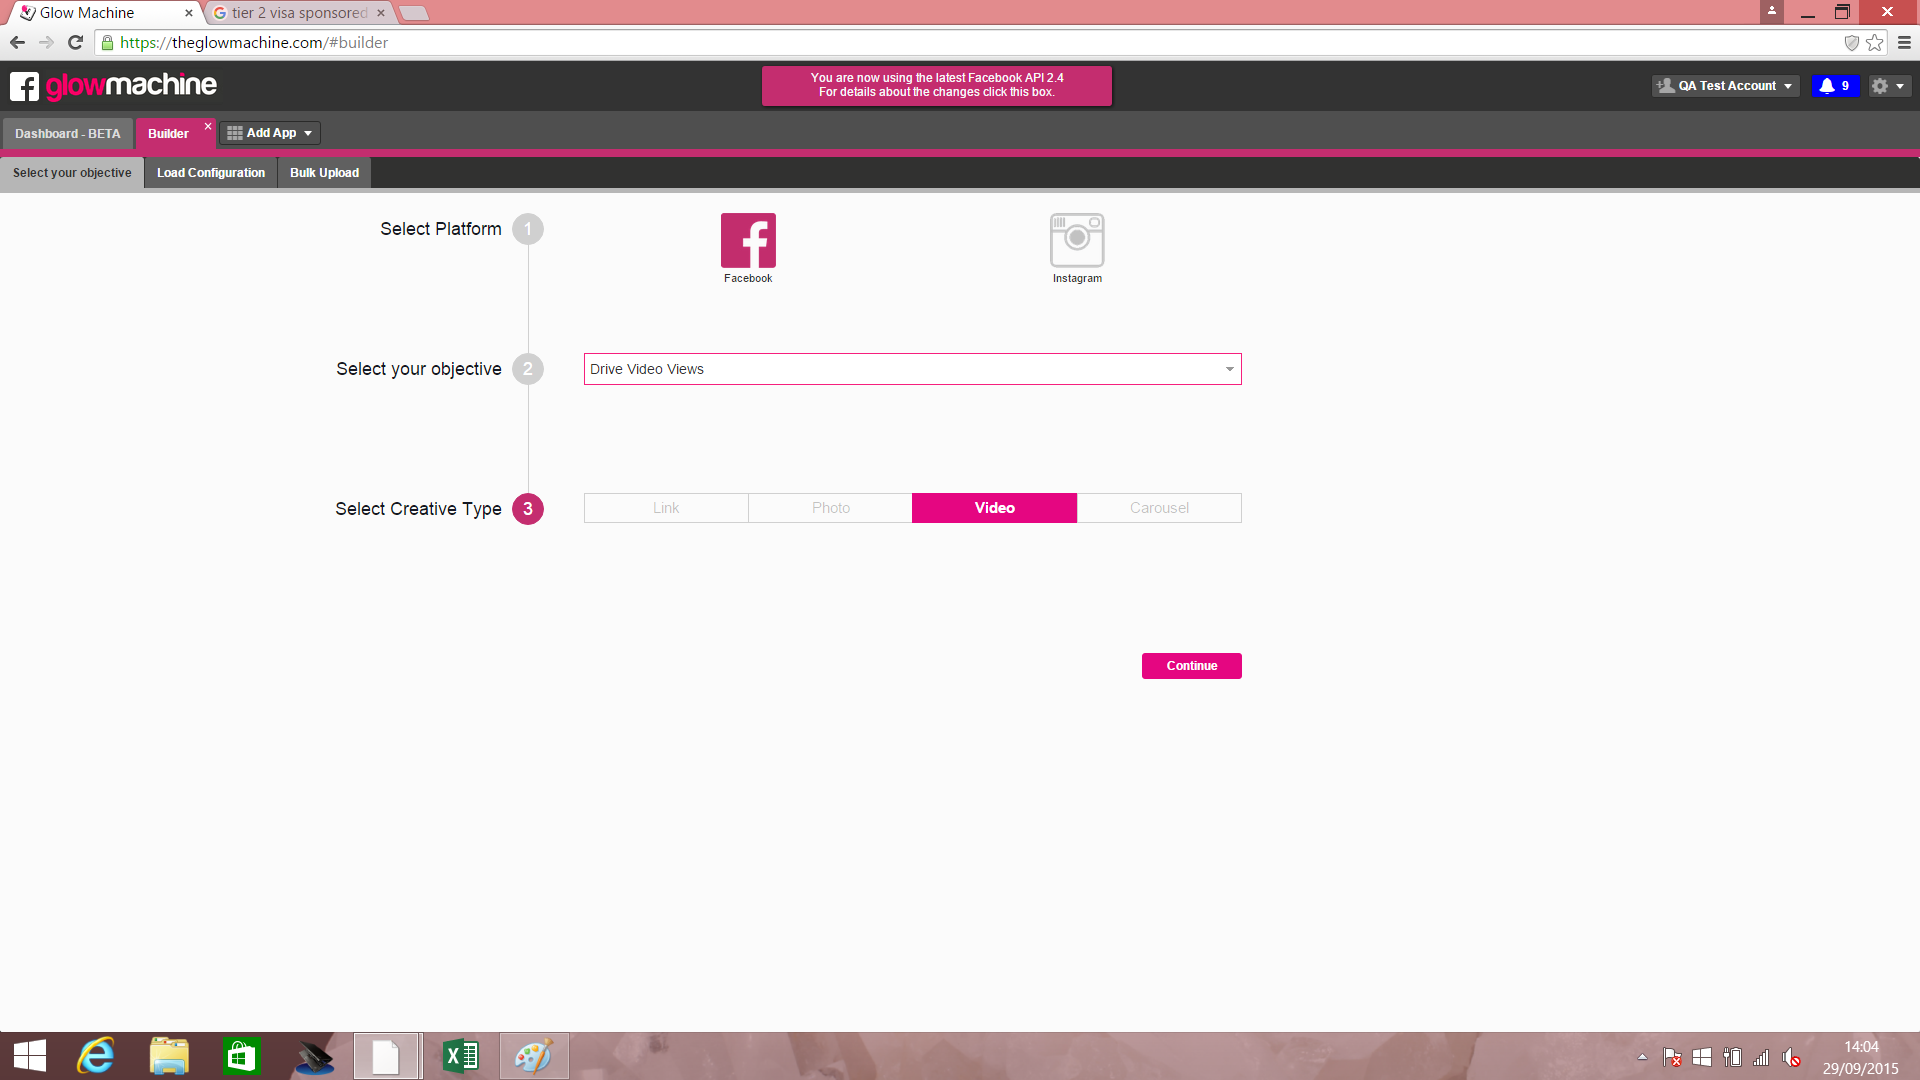 Glow Machine
tier 2 visa sponsored
https://theglowmachine.com/#builder
glowmachine
You are now using the latest Facebook API 2.4
For details about the changes click this box.
QA Test Account
9
Dashboard - BETA
Builder
Add App
Select your objective
Load Configuration
Bulk Upload
Select Platform
1
Facebook
Instagram
Select your objective
2
Drive Video Views
Select Creative Type
3
Link
Photo
Video
Carousel
Continue
14:04
29/09/2015